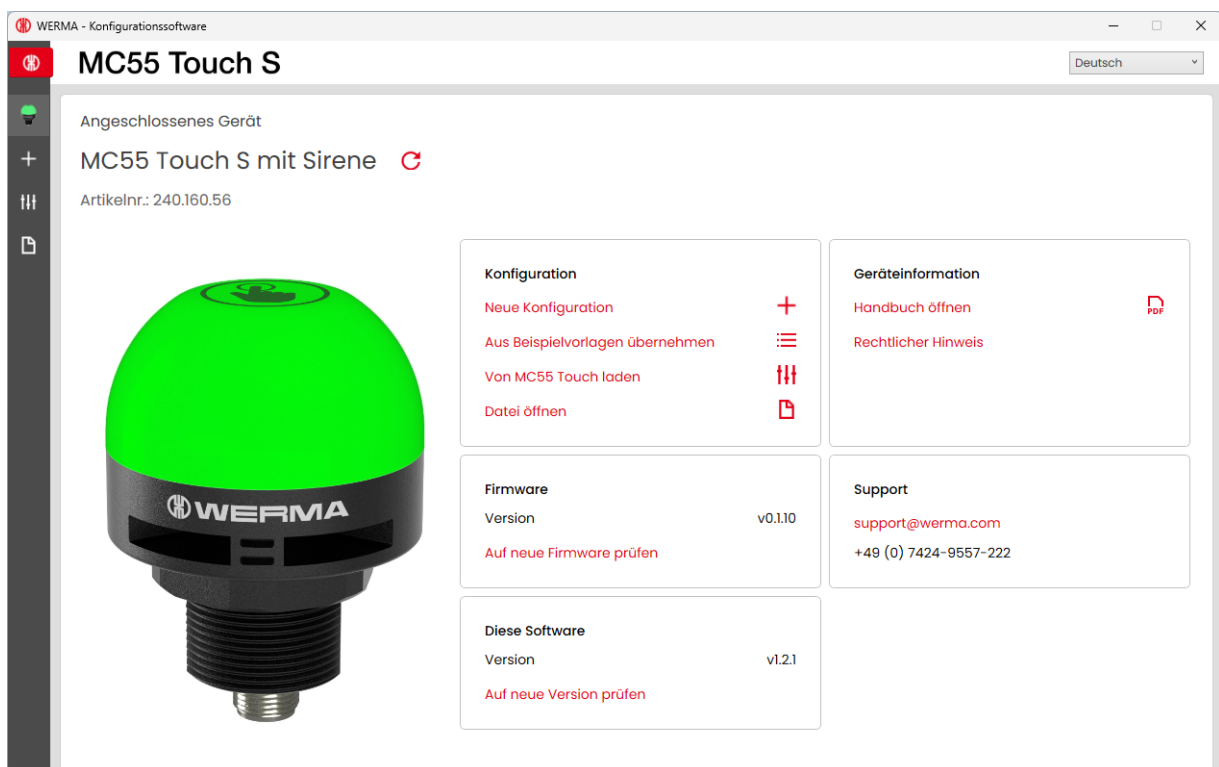 WERMA - Konfigurationssoftware
MC55 Touch S
Deutsch
Angeschlossenes Gerät
MC55 Touch S mit Sirene
Artikelnr.: 240.160.56
WERMA
Konfiguration
Neue Konfiguration
Aus Beispielvorlagen übernehmen
Von MC55 Touch laden
Datei öffnen
Geräteinformation
Handbuch öffnen
PDF
Rechtlicher Hinweis
Firmware
Version v0.1.10
Auf neue Firmware prüfen
Support
support@werma.com
+49 (0) 7424-9557-222
Diese Software
Version v1.2.1
Auf neue Version prüfen